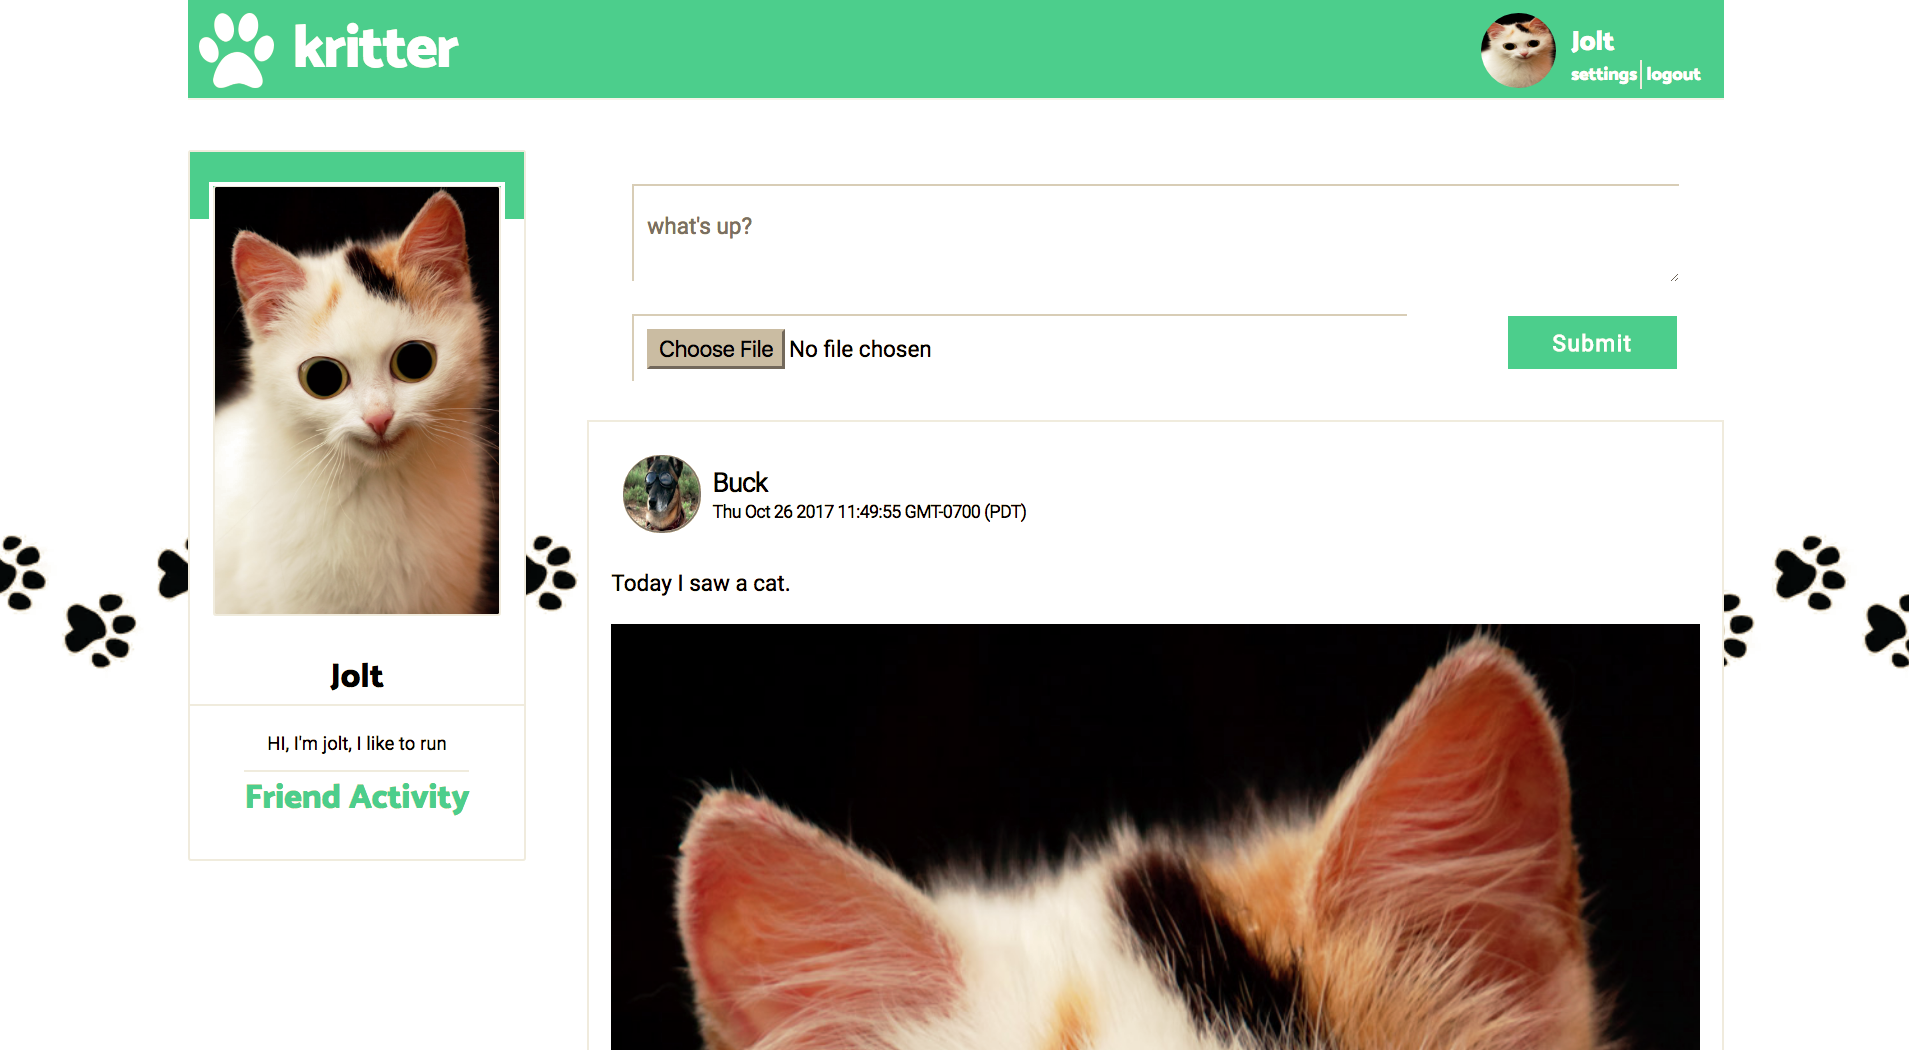 kritter
Jolt
settings logout
what's up?
Choose File No file chosen
Submit
Buck
Thu Oct 26 2017 11:49:55 GMT-0700 (PDT)
Today I saw a cat.
Jolt
HI, I'm jolt, I like to run
Friend Activity